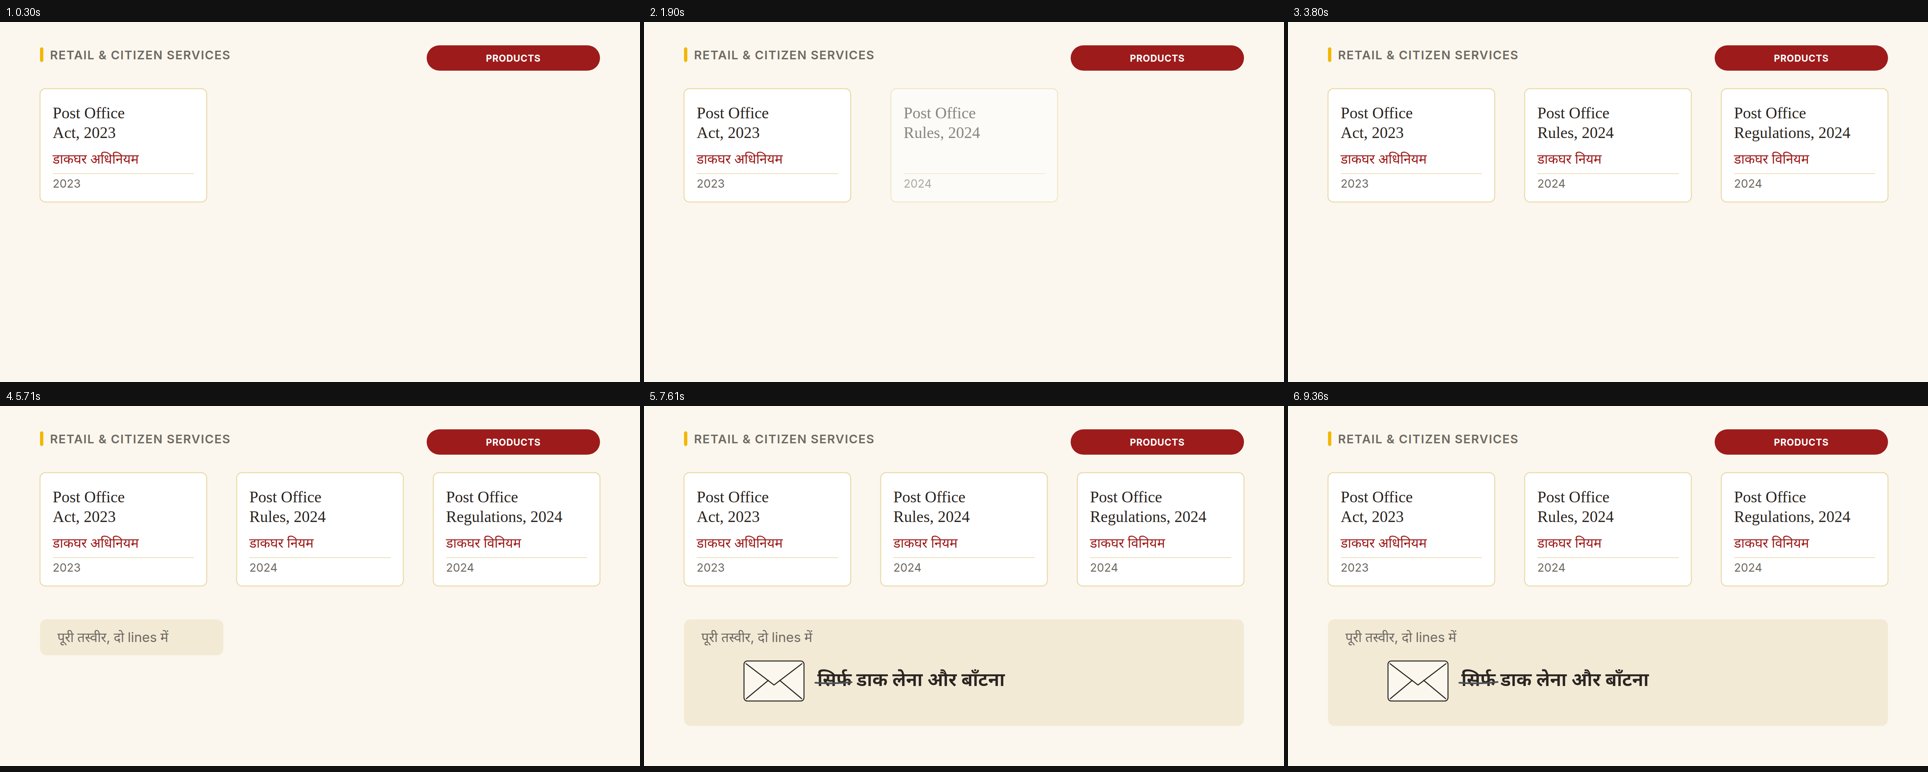 1. 0.30s
RETAIL & CITIZEN SERVICES
PRODUCTS
Post Office
Act, 2023
डाकघर अधिनियम
2023
2. 1.90s
RETAIL & CITIZEN SERVICES
PRODUCTS
Post Office
Act, 2023
डाकघर अधिनियम
2023
Post Office
Rules, 2024
2024
3. 3.80s
RETAIL & CITIZEN SERVICES
PRODUCTS
Post Office
Act, 2023
डाकघर अधिनियम
2023
Post Office
Rules, 2024
डाकघर नियम
2024
Post Office
Regulations, 2024
डाकघर विनियम
2024
4. 5.71s
RETAIL & CITIZEN SERVICES
PRODUCTS
Post Office
Act, 2023
डाकघर अधिनियम
2023
Post Office
Rules, 2024
डाकघर नियम
2024
Post Office
Regulations, 2024
डाकघर विनियम
2024
पूरी तस्वीर, दो lines में
5. 7.61s
RETAIL & CITIZEN SERVICES
PRODUCTS
Post Office
Act, 2023
डाकघर अधिनियम
2023
Post Office
Rules, 2024
डाकघर नियम
2024
Post Office
Regulations, 2024
डाकघर विनियम
2024
पूरी तस्वीर, दो lines में
सिर्फ डाक लेना और बाँटना
6. 9.36s
RETAIL & CITIZEN SERVICES
PRODUCTS
Post Office
Act, 2023
डाकघर अधिनियम
2023
Post Office
Rules, 2024
डाकघर नियम
2024
Post Office
Regulations, 2024
डाकघर विनियम
2024
पूरी तस्वीर, दो lines में
सिर्फ डाक लेना और बाँटना